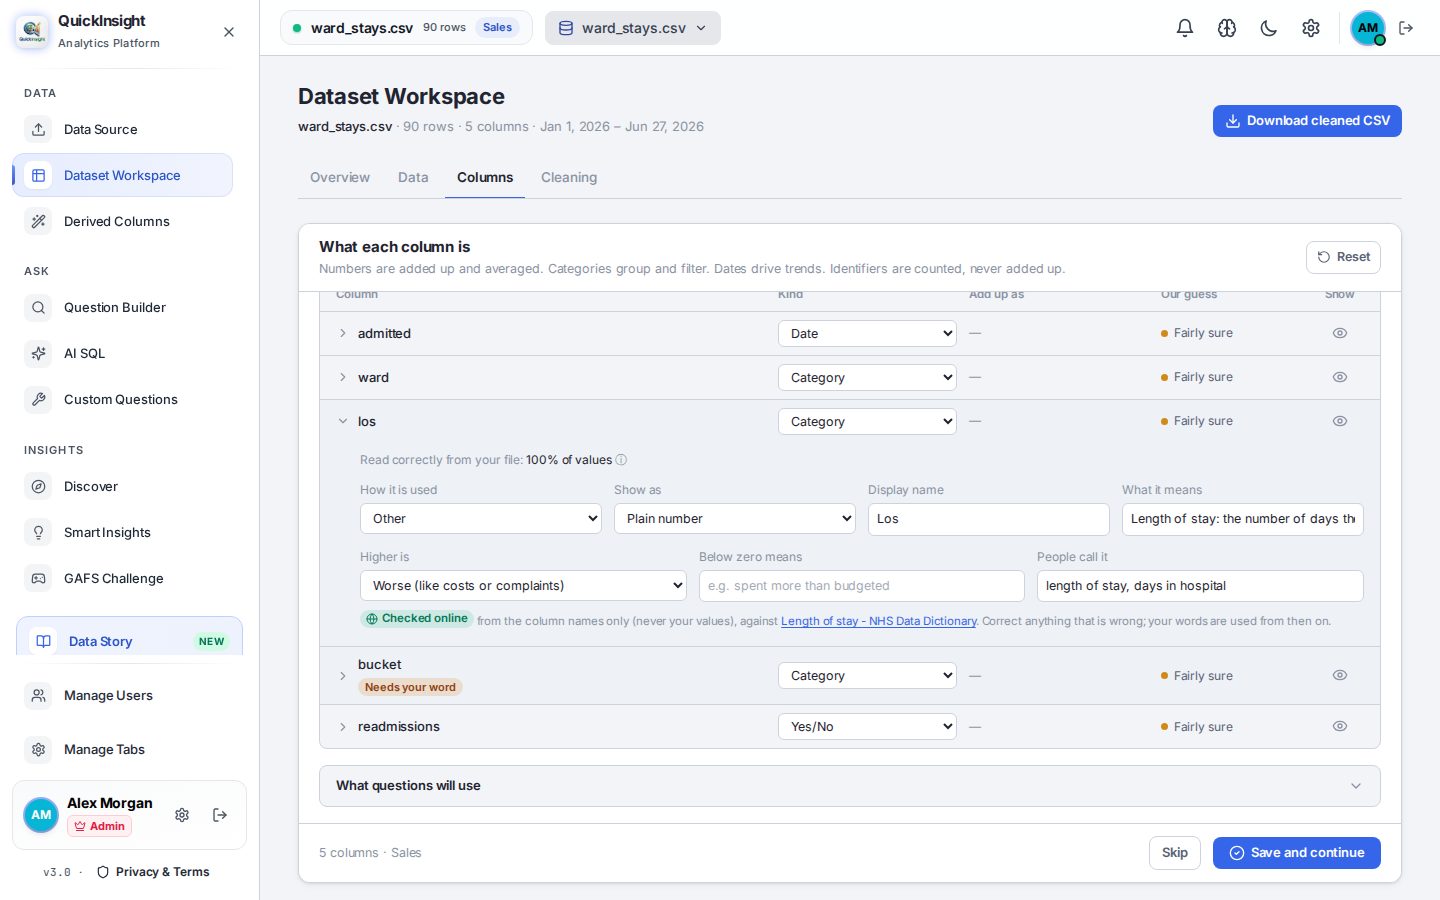 QuickInsight
Analytics Platform
DATA
Data Source
Dataset Workspace
Derived Columns
ASK
Question Builder
AI SQL
Custom Questions
INSIGHTS
Discover
Smart Insights
GAFS Challenge
Data Story NEW
Manage Users
Manage Tabs
AM Alex Morgan
Admin
v3.0 · Privacy & Terms
ward_stays.csv 90 rows Sales
ward_stays.csv
AM
Dataset Workspace
ward_stays.csv · 90 rows · 5 columns · Jan 1, 2026 – Jun 27, 2026
Download cleaned CSV
Overview Data Columns Cleaning
What each column is
Numbers are added up and averaged. Categories group and filter. Dates drive trends. Identifiers are counted, never added up.
Reset
Column Kind Add up as Our guess Show
admitted Date — Fairly sure
ward Category — Fairly sure
los Category — Fairly sure
Read correctly from your file: 100% of values
How it is used Show as Display name What it means
Other Plain number Los Length of stay: the number of days th
Higher is Below zero means People call it
Worse (like costs or complaints) e.g. spent more than budgeted length of stay, days in hospital
Checked online from the column names only (never your values), against Length of stay - NHS Data Dictionary. Correct anything that is wrong; your words are used from then on.
bucket Category — Fairly sure
Needs your word
readmissions Yes/No — Fairly sure
What questions will use
5 columns · Sales
Skip Save and continue